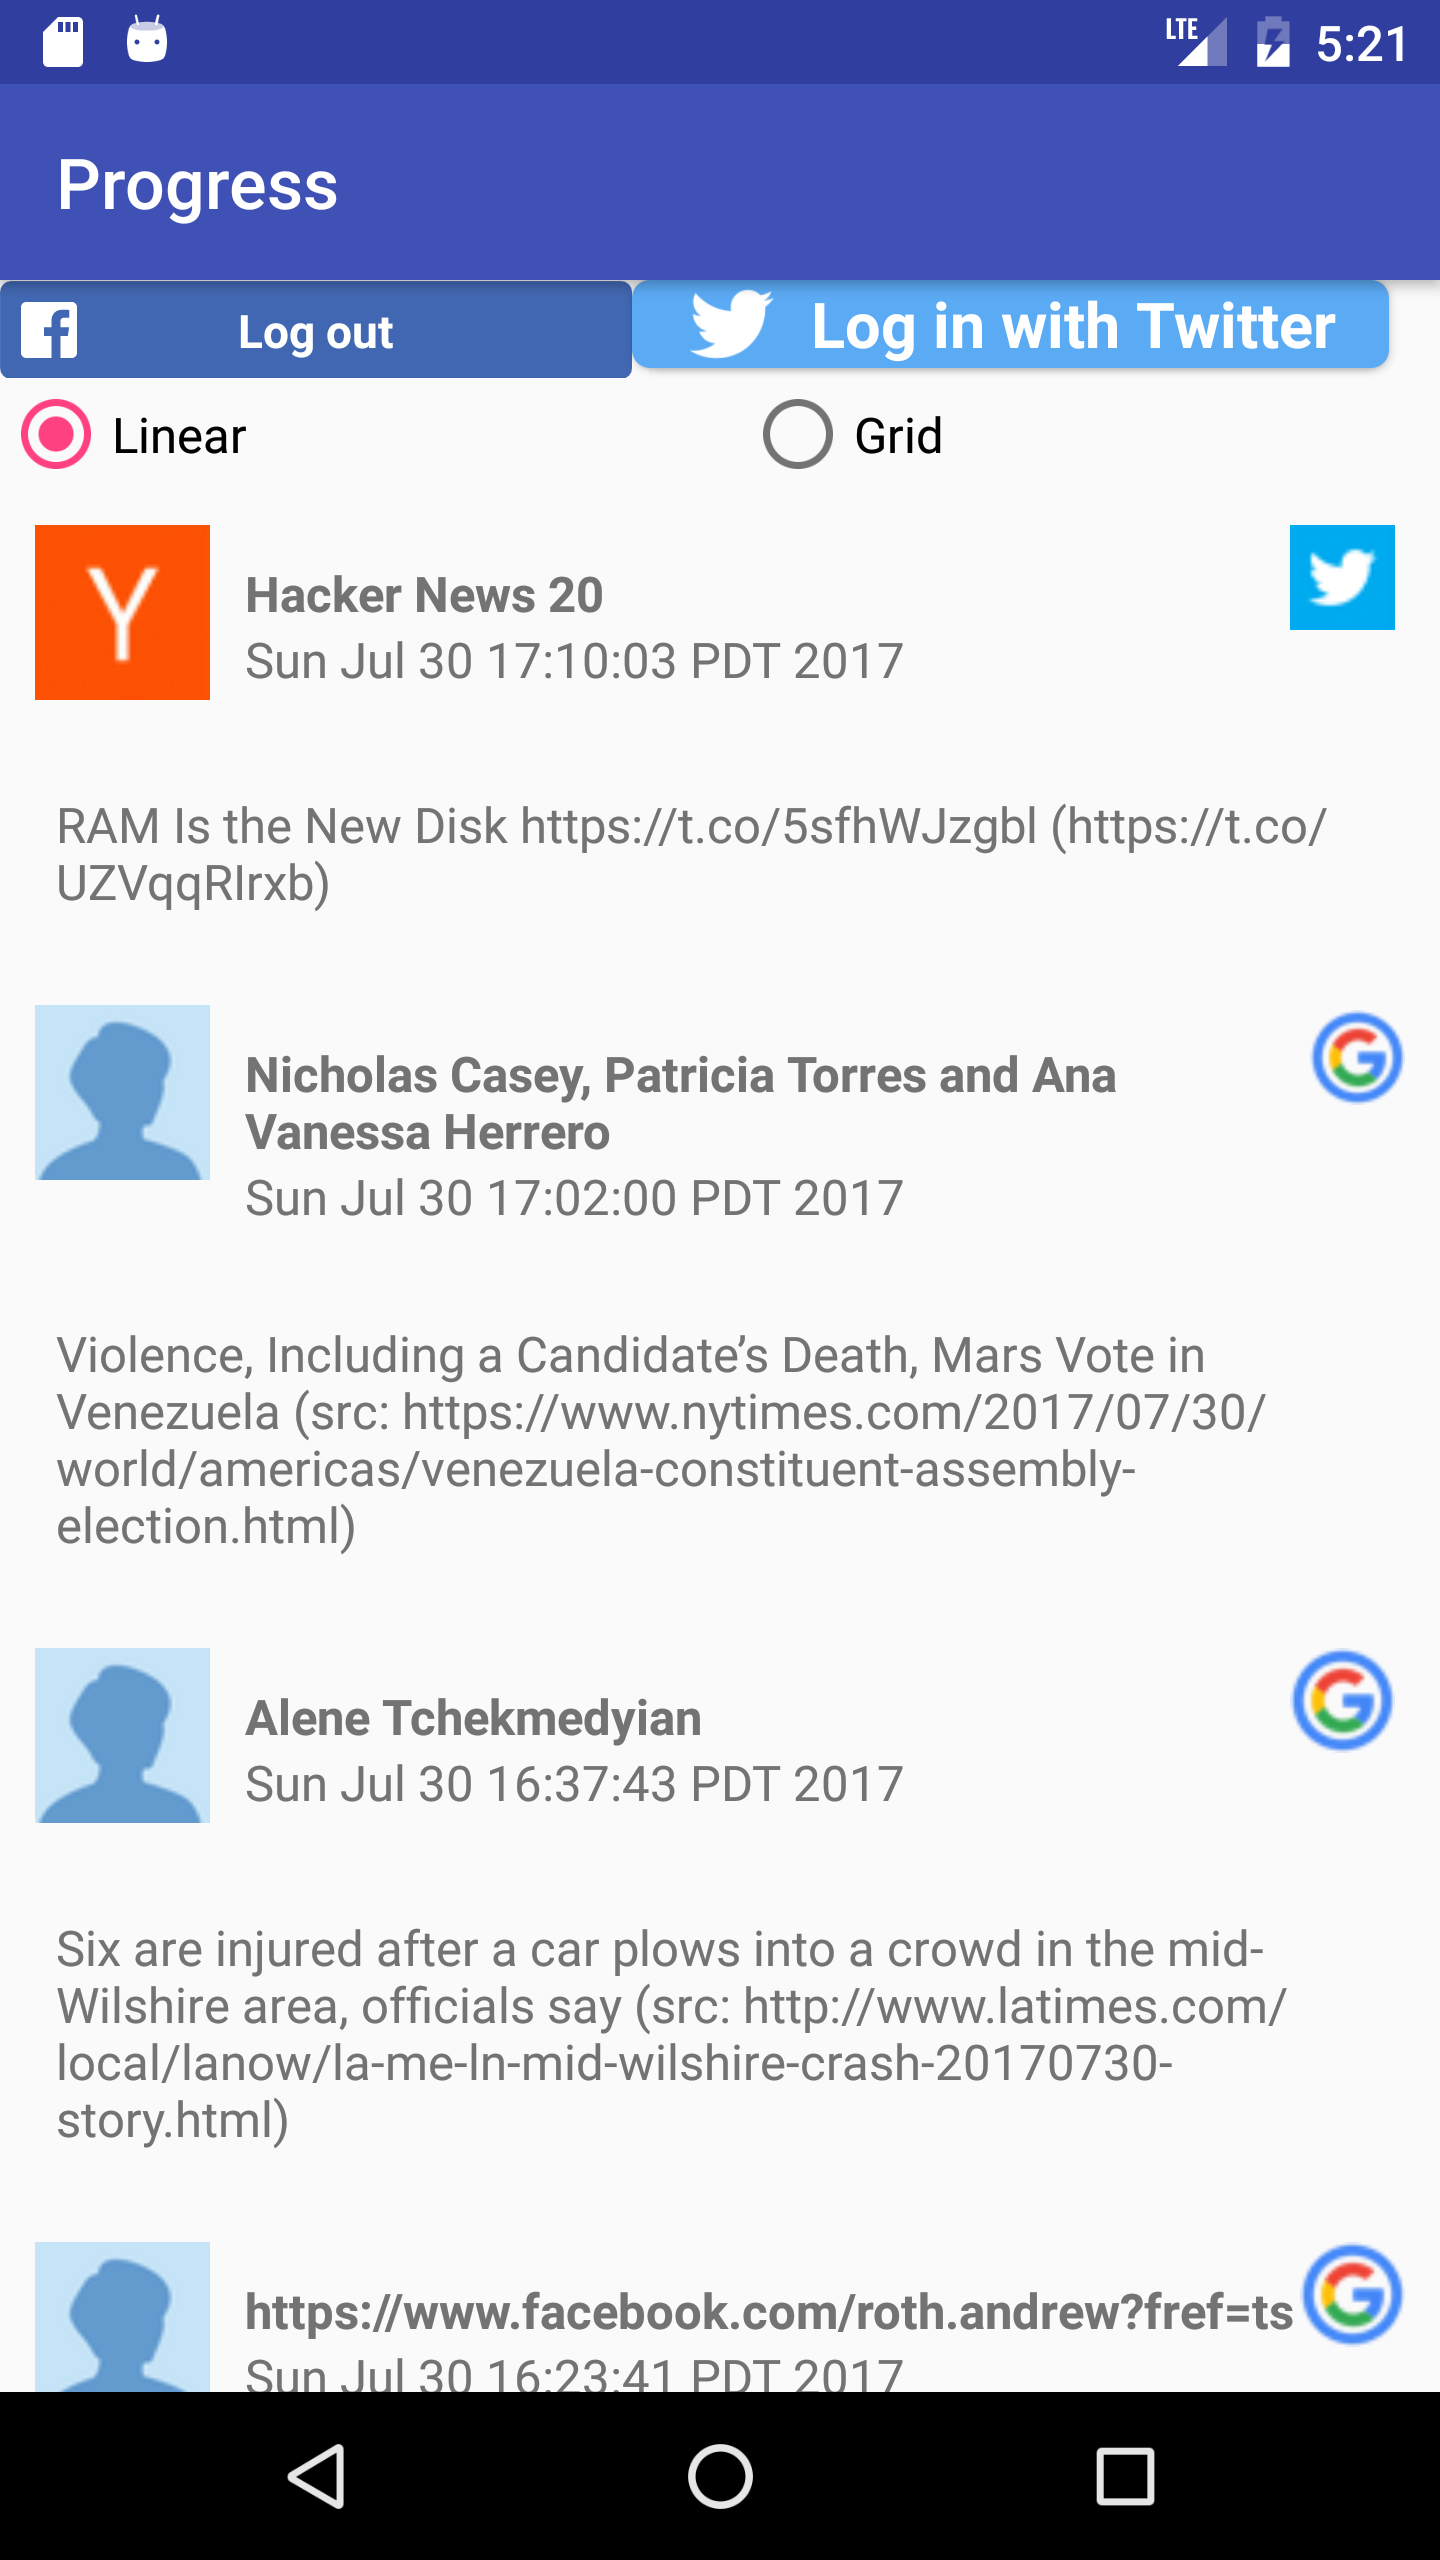 LTE 5:21
Progress
Log out
Log in with Twitter
Linear
Grid
Y
Hacker News 20
Sun Jul 30 17:10:03 PDT 2017
RAM Is the New Disk https://t.co/5sfhWJzgbl (https://t.co/
UZVqqRIrxb)
Nicholas Casey, Patricia Torres and Ana
Vanessa Herrero
Sun Jul 30 17:02:00 PDT 2017
Violence, Including a Candidate’s Death, Mars Vote in
Venezuela (src: https://www.nytimes.com/2017/07/30/
world/americas/venezuela-constituent-assembly-
election.html)
Alene Tchekmedyian
Sun Jul 30 16:37:43 PDT 2017
Six are injured after a car plows into a crowd in the mid-
Wilshire area, officials say (src: http://www.latimes.com/
local/lanow/la-me-ln-mid-wilshire-crash-20170730-
story.html)
https://www.facebook.com/roth.andrew?fref=ts
Sun Jul 30 16:23:41 PDT 2017